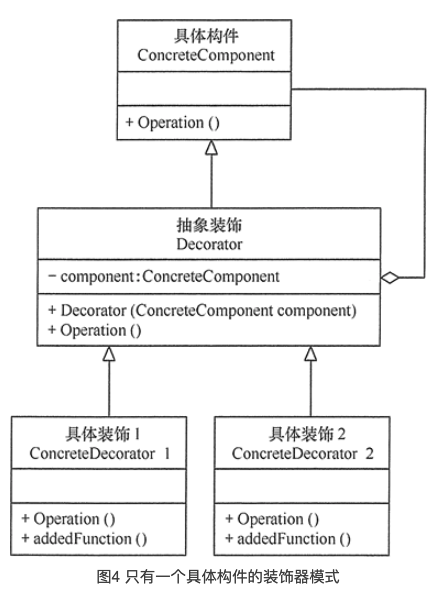 具体构件
ConcreteComponent
+ Operation ()
抽象装饰
Decorator
− component:ConcreteComponent
+ Decorator (ConcreteComponent component)
+ Operation ()
具体装饰1
ConcreteDecorator 1
+ Operation ()
+ addedFunction ()
具体装饰2
ConcreteDecorator 2
+ Operation ()
+ addedFunction ()
图4 只有一个具体构件的装饰器模式